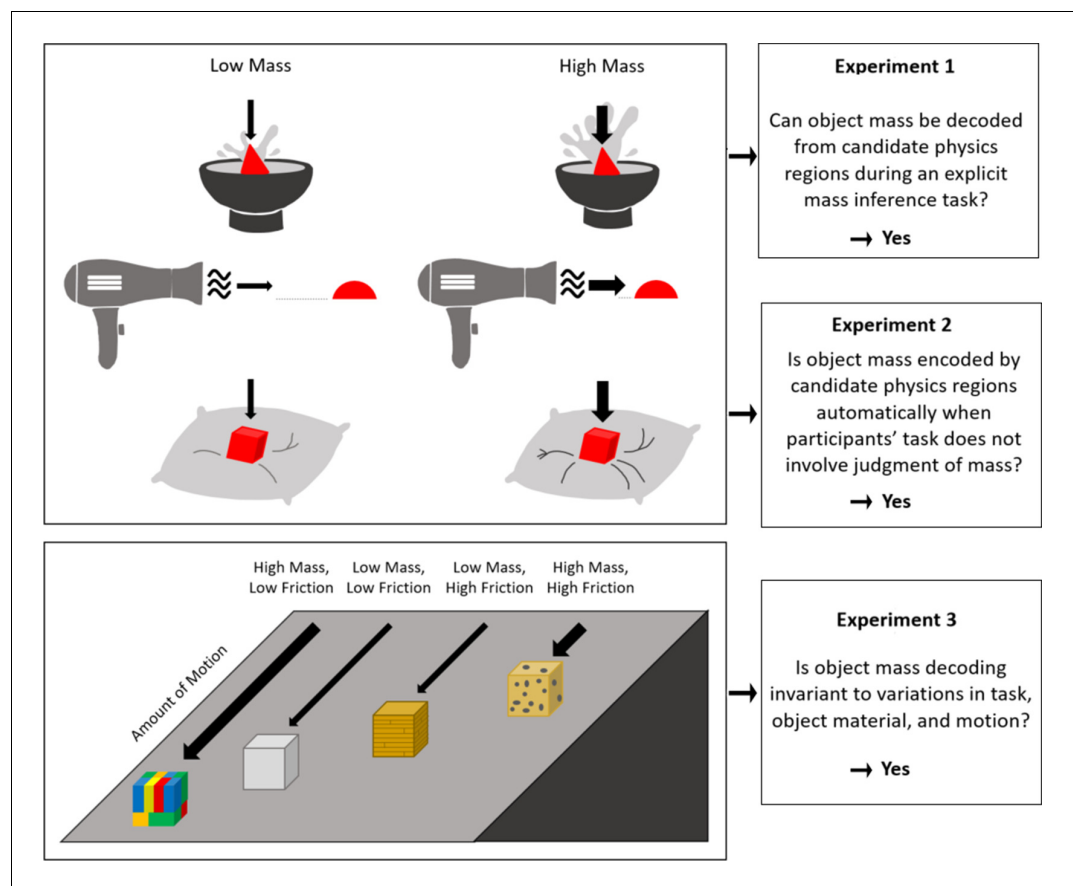 Low Mass
High Mass
Experiment 1
Can object mass be decoded
from candidate physics
regions during an explicit
mass inference task?
→ Yes
Experiment 2
Is object mass encoded by
candidate physics regions
automatically when
participants’ task does not
involve judgment of mass?
→ Yes
High Mass,
Low Friction
Low Mass,
Low Friction
Low Mass,
High Friction
High Mass,
High Friction
Amount of Motion
Experiment 3
Is object mass decoding
invariant to variations in task,
object material, and motion?
→ Yes